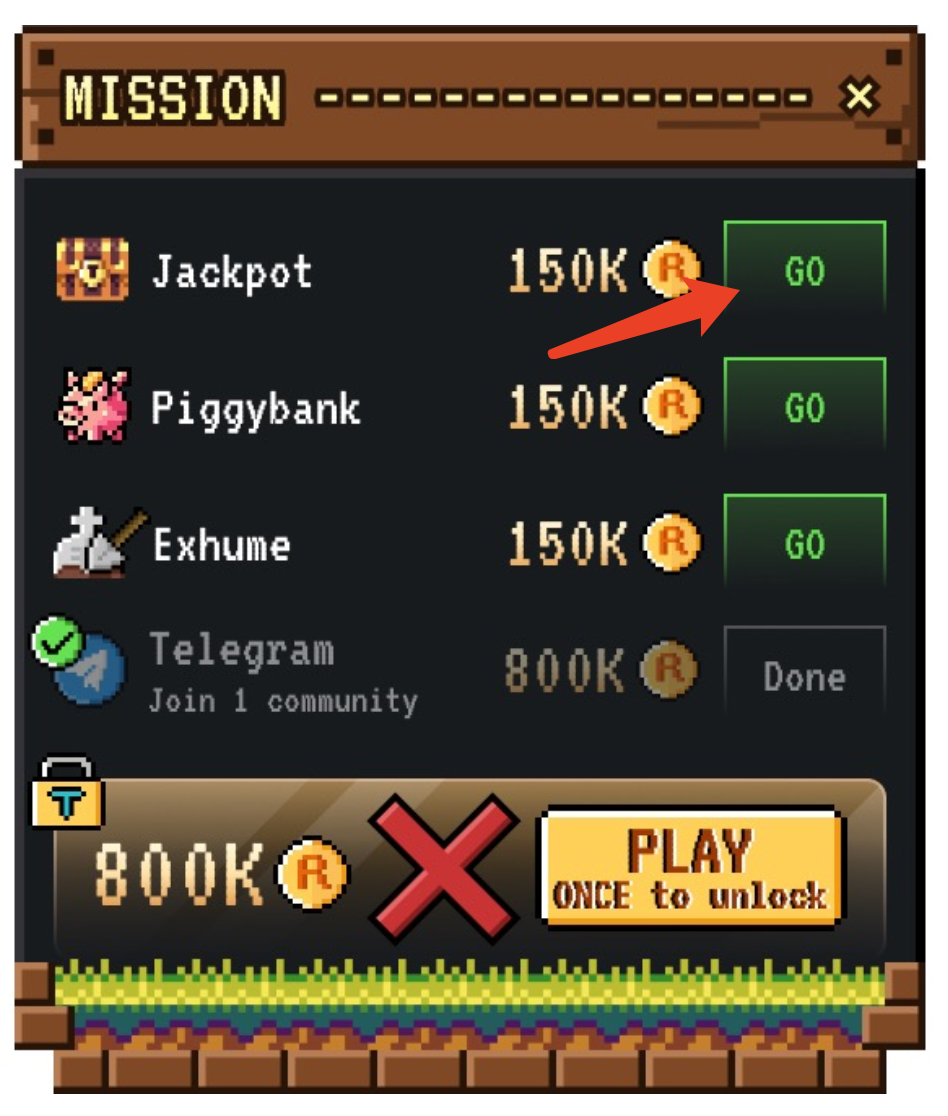 MISSION
Jackpot 150K R GO
Piggybank 150K R GO
Exhume 150K R GO
Telegram 800K R Done
Join 1 community
800K R PLAY
ONCE to unlock